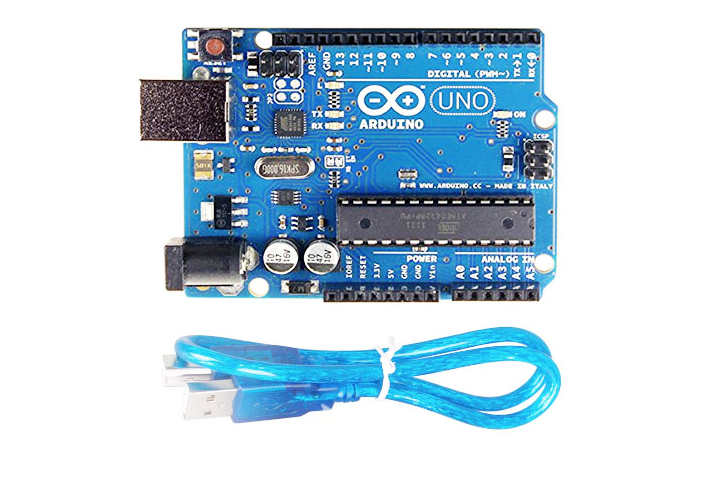 RESET
AREF
GND
13
12
~11
~10
~9
8
7
~6
~5
4
~3
2
TX→1
RX←0
DIGITAL (PWM~)
UNO
TX
RX
ARDUINO
ON
ICSP
SPK16.000G
WWW.ARDUINO.CC - MADE IN ITALY
ATMEGA328P-PU
47
16V
47
16V
POWER
ANALOG IN
IOREF
RESET
3.3V
5V
GND
GND
Vin
A0
A1
A2
A3
A4
A5